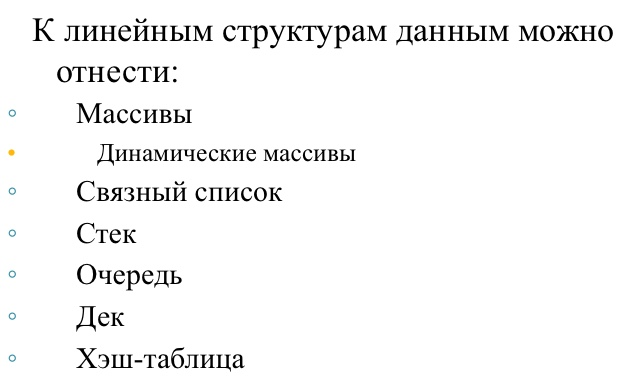 К линейным структурам данным можно
отнести:
Массивы
Динамические массивы
Связный список
Стек
Очередь
Дек
Хэш-таблица